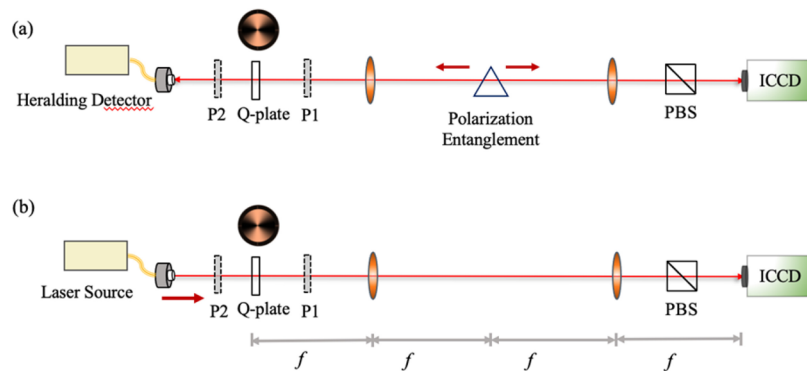 (a)
Heralding Detector
P2
Q-plate
P1
Polarization
Entanglement
PBS
ICCD
(b)
Laser Source
P2
Q-plate
P1
PBS
ICCD
f
f
f
f